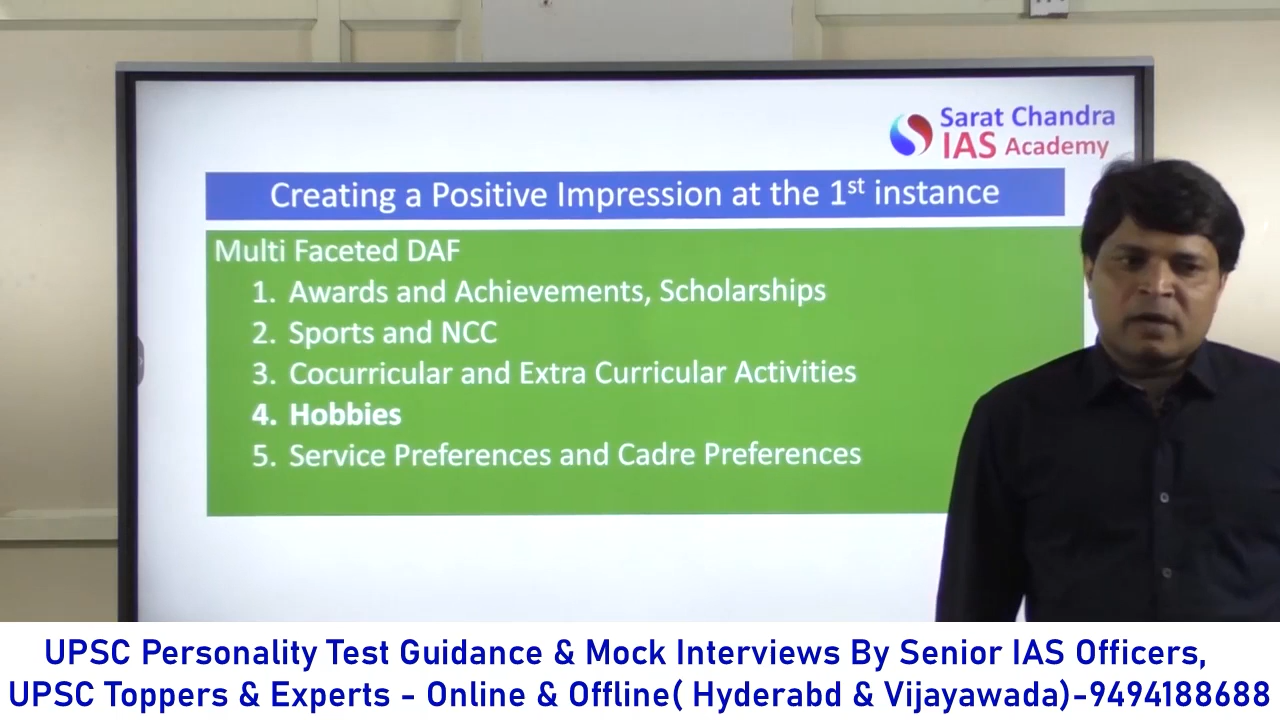 Sarat Chandra
IAS Academy
Creating a Positive Impression at the 1st instance
Multi Faceted DAF
1. Awards and Achievements, Scholarships
2. Sports and NCC
3. Cocurricular and Extra Curricular Activities
4. Hobbies
5. Service Preferences and Cadre Preferences
UPSC Personality Test Guidance & Mock Interviews By Senior IAS Officers,
UPSC Toppers & Experts - Online & Offline( Hyderabd & Vijayawada)-9494188688